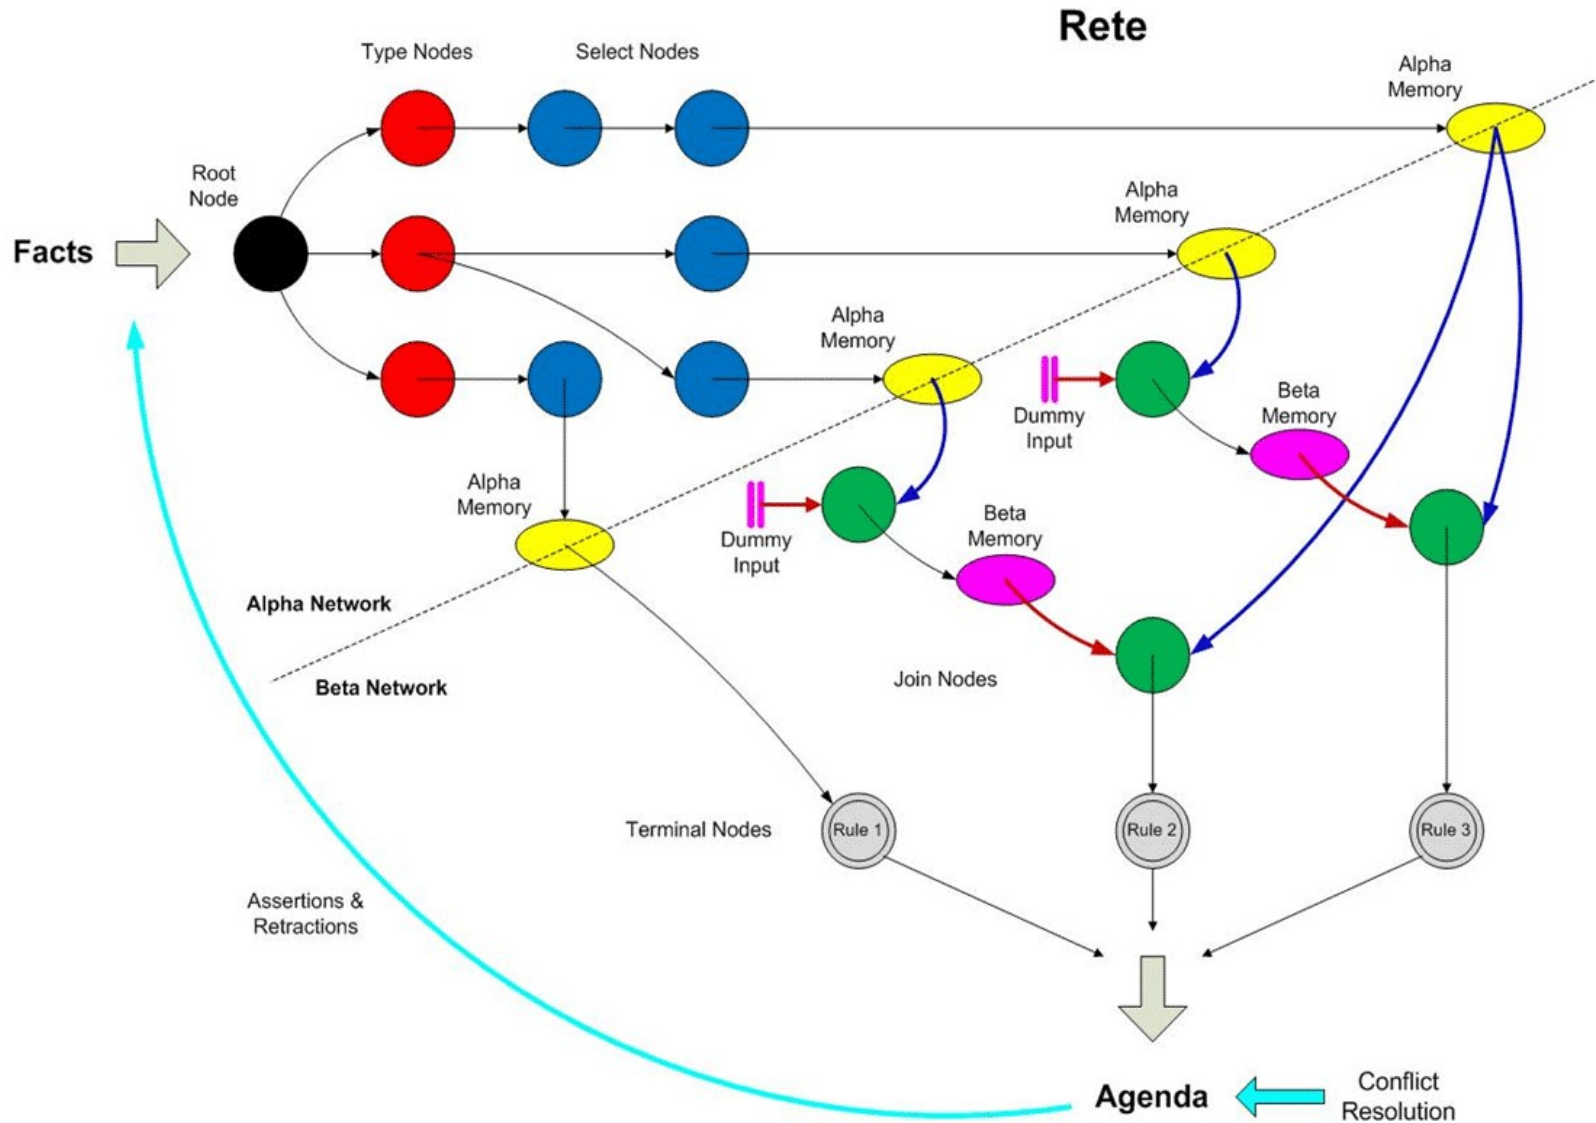 Rete
Type Nodes
Select Nodes
Alpha
Memory
Root
Node
Alpha
Memory
Facts
Alpha
Memory
Dummy
Input
Beta
Memory
Alpha
Memory
Dummy
Input
Beta
Memory
Alpha Network
Beta Network
Join Nodes
Terminal Nodes
Rule 1
Rule 2
Rule 3
Assertions &
Retractions
Agenda
Conflict
Resolution